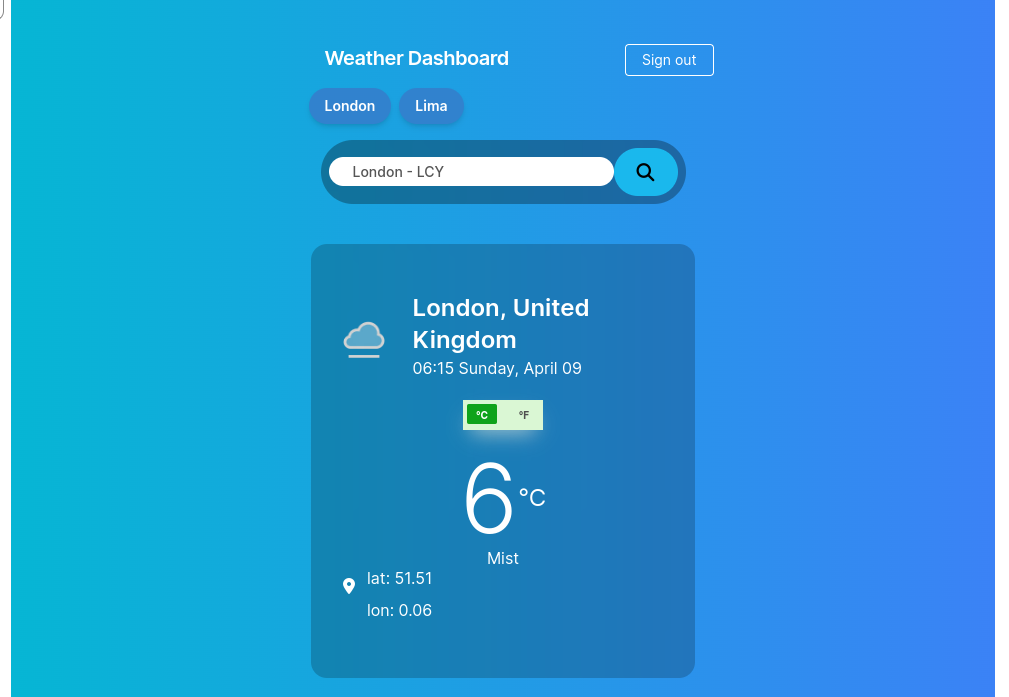 Weather Dashboard
Sign out
London
Lima
London - LCY
London, United
Kingdom
06:15 Sunday, April 09
°C
°F
6 °C
Mist
lat: 51.51
lon: 0.06